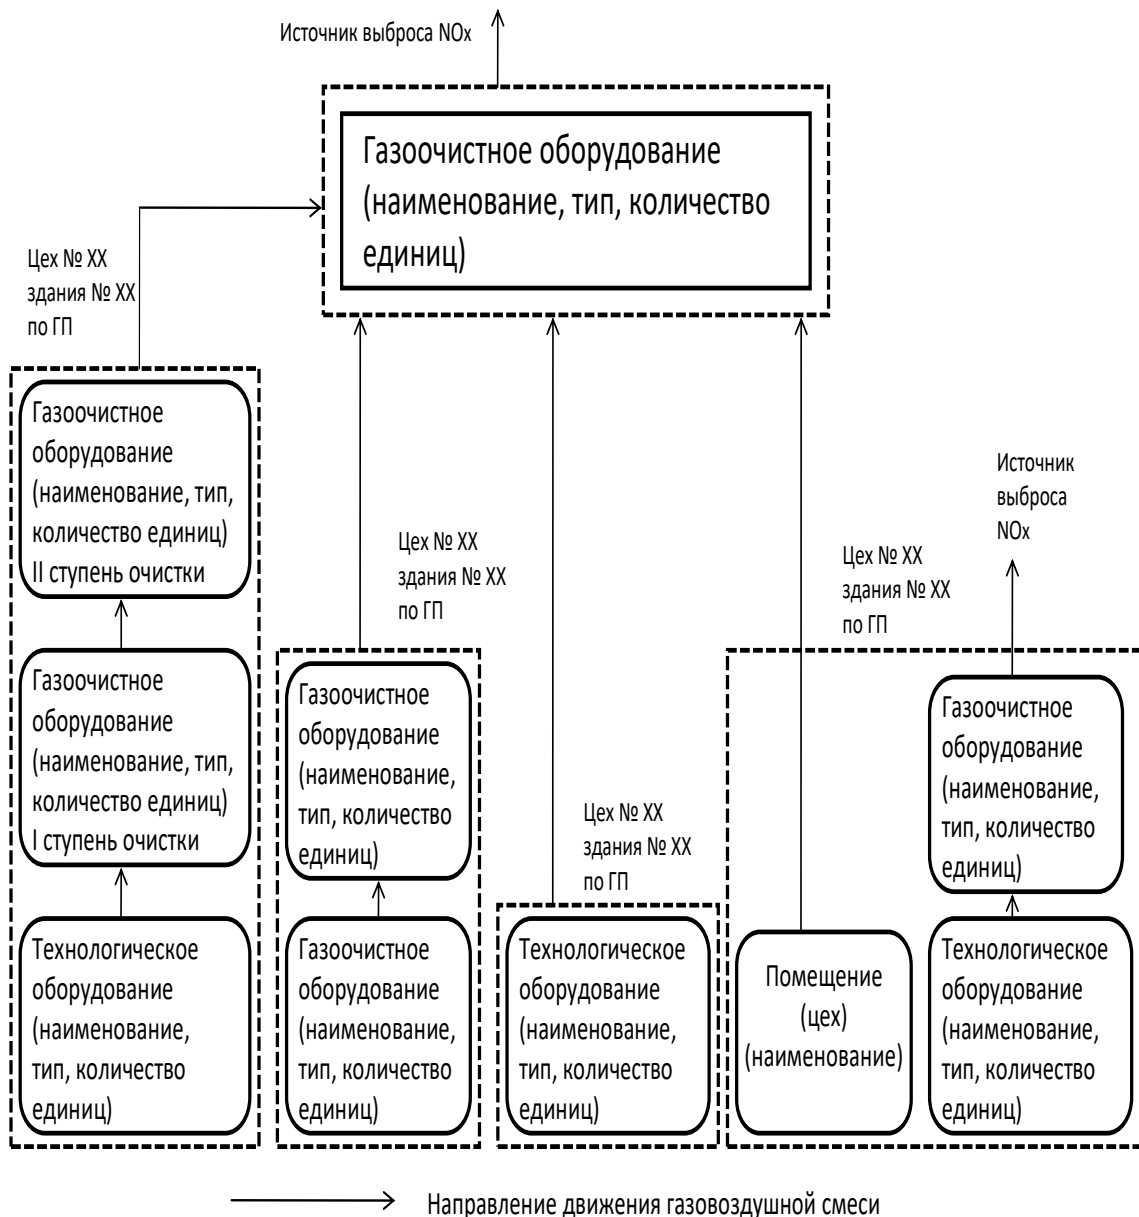 Источник выброса NOx
Газоочистное оборудование
(наименование, тип, количество
единиц)
Цех № XX
здания № XX
по ГП
Газоочистное
оборудование
(наименование, тип,
количество единиц)
II ступень очистки
Газоочистное
оборудование
(наименование, тип,
количество единиц)
I ступень очистки
Технологическое
оборудование
(наименование,
тип, количество
единиц)
Цех № XX
здания № XX
по ГП
Газоочистное
оборудование
(наименование,
тип, количество
единиц)
Газоочистное
оборудование
(наименование,
тип, количество
единиц)
Цех № XX
здания № XX
по ГП
Технологическое
оборудование
(наименование,
тип, количество
единиц)
Цех № XX
здания № XX
по ГП
Помещение
(цех)
(наименование)
Источник
выброса
NOx
Газоочистное
оборудование
(наименование,
тип, количество
единиц)
Технологическое
оборудование
(наименование,
тип, количество
единиц)
Направление движения газовоздушной смеси